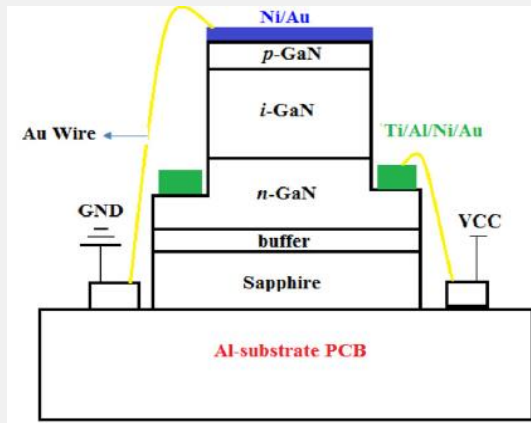 Ni/Au
p-GaN
i-GaN
Au Wire
Ti/Al/Ni/Au
n-GaN
GND
VCC
buffer
Sapphire
Al-substrate PCB